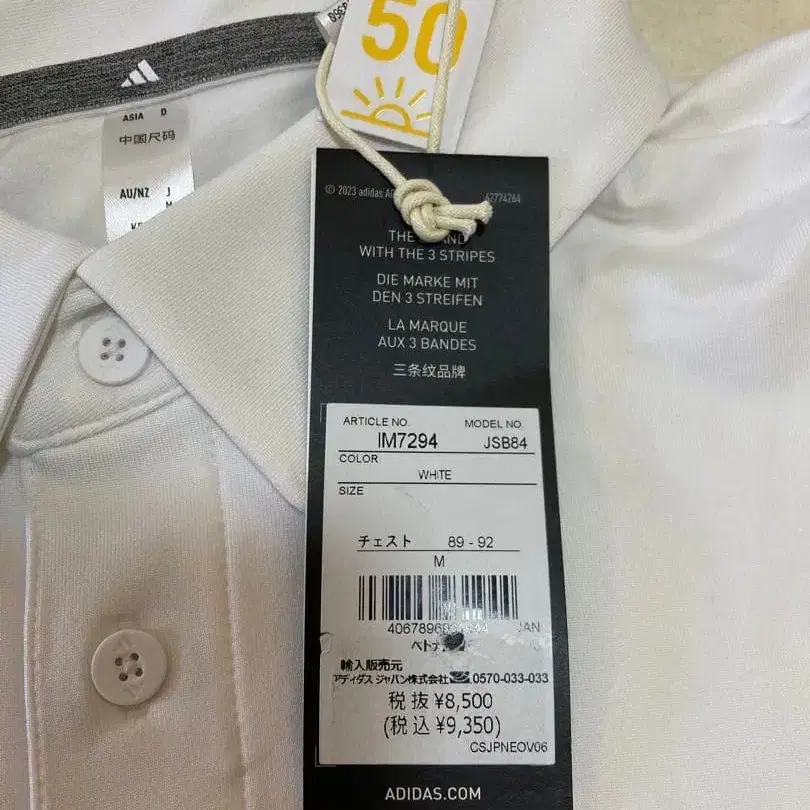 50
ASIA D
中国尺码
AU/NZ J
© 2023 adidas
62774264
THE
WITH THE 3 STRIPES
DIE MARKE MIT
DEN 3 STREIFEN
LA MARQUE
AUX 3 BANDES
三条纹品牌
ARTICLE NO. MODEL NO.
IM7294 JSB84
COLOR
WHITE
SIZE
チェスト 89 - 92
M
JAN
輸入販売元
アディダス ジャパン株式会社 0570-033-033
税 抜 ¥8,500
(税 込 ¥9,350)
CSJPNEOV06
ADIDAS.COM